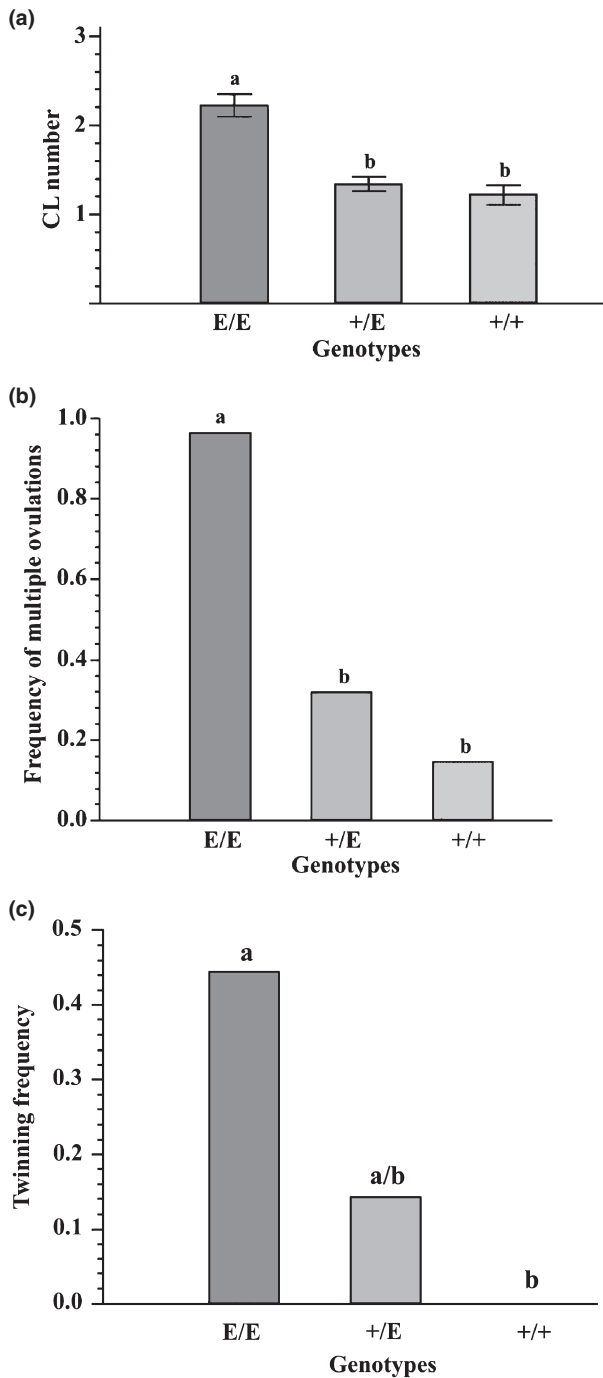 (a)
3
2
1
CL number
a
b
b
E/E +/E +/+
Genotypes
(b)
1.0
0.8
0.6
0.4
0.2
0.0
Frequency of multiple ovulations
a
b
b
E/E +/E +/+
Genotypes
(c)
0.5
0.4
0.3
0.2
0.1
0.0
Twinning frequency
a
a/b
b
E/E +/E +/+
Genotypes